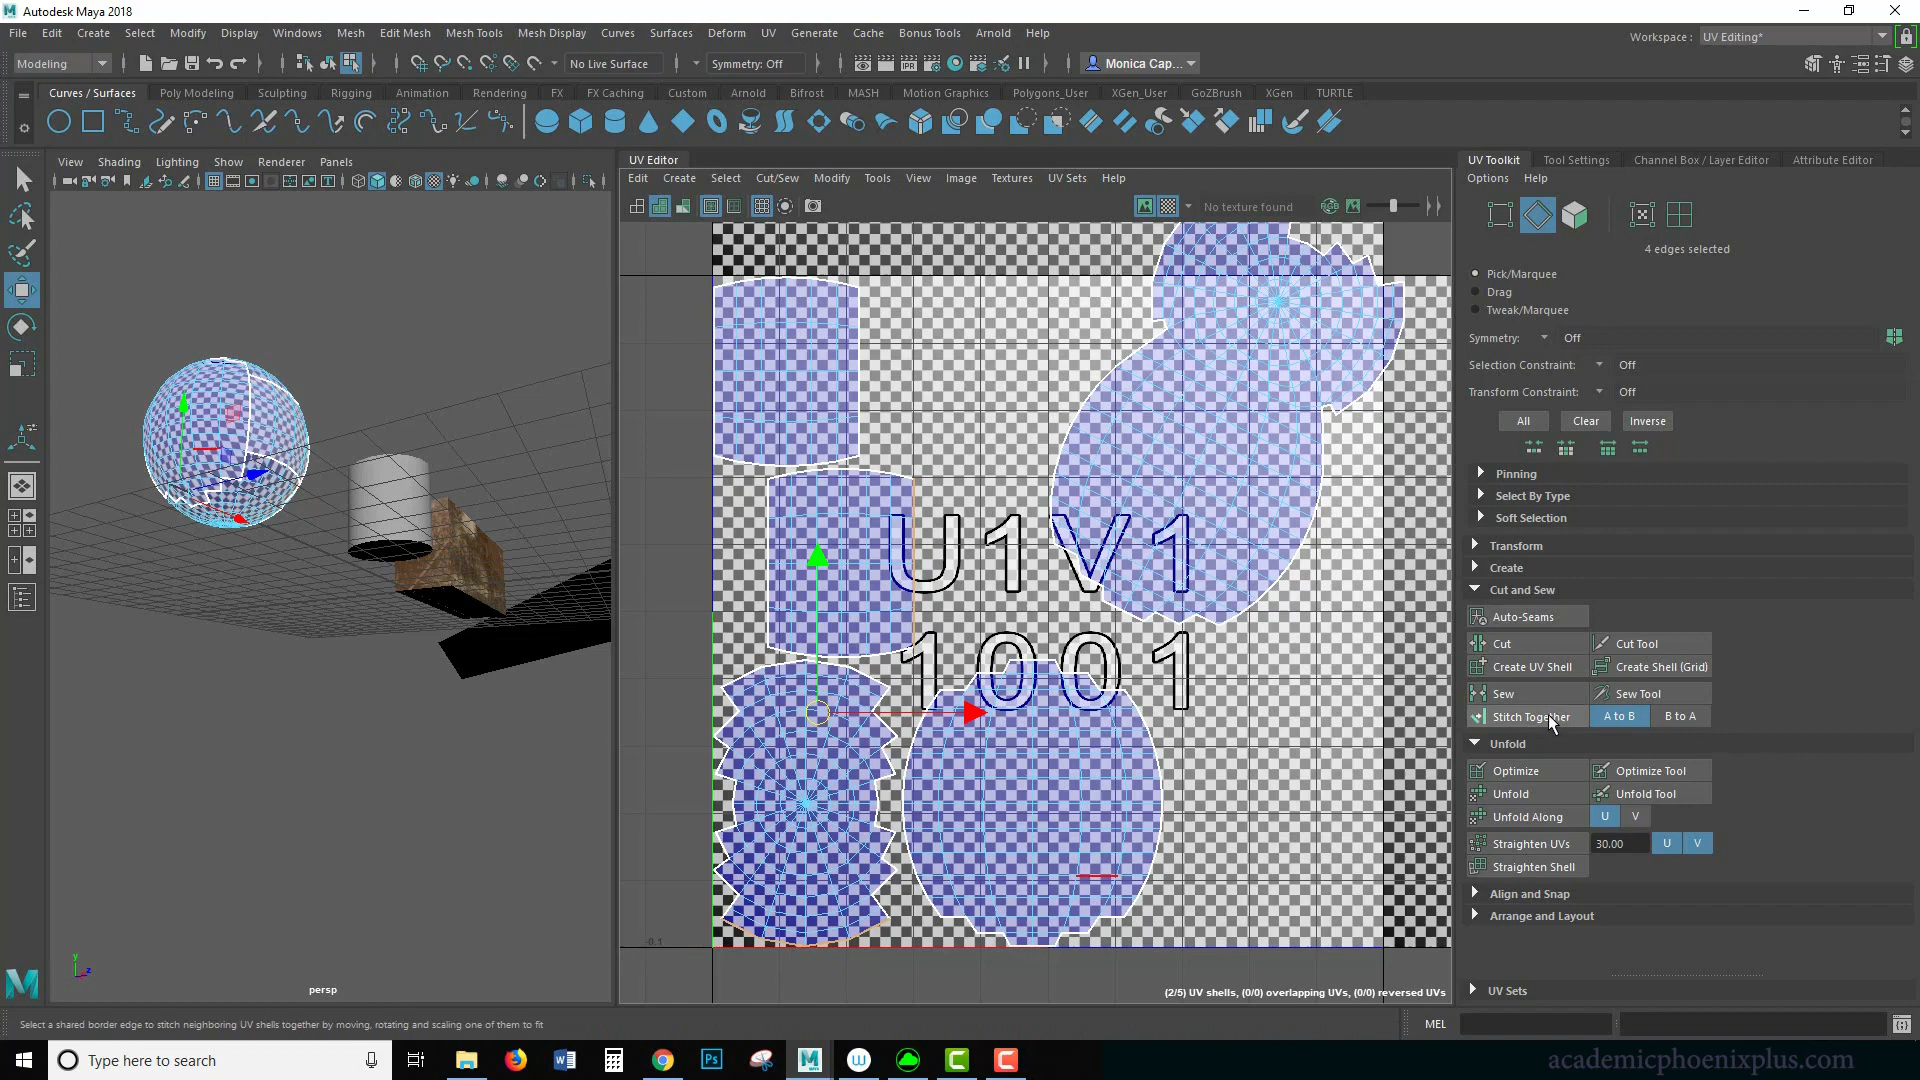 Autodesk Maya 2018
File Edit Create Select Modify Display Windows Mesh Edit Mesh Mesh Tools Mesh Display Curves Surfaces Deform UV Generate Cache Bonus Tools Arnold Help
Workspace : UV Editing*
Modeling No Live Surface Symmetry: Off Monica Cap...
Curves / Surfaces Poly Modeling Sculpting Rigging Animation Rendering FX FX Caching Custom Arnold Bifrost MASH Motion Graphics Polygons_User XGen_User GoZBrush XGen TURTLE
View Shading Lighting Show Renderer Panels
UV Editor
Edit Create Select Cut/Sew Modify Tools View Image Textures UV Sets Help
No texture found
UV Toolkit Tool Settings Channel Box / Layer Editor Attribute Editor
Options Help
4 edges selected
Pick/Marquee
Drag
Tweak/Marquee
Symmetry: Off
Selection Constraint: Off
Transform Constraint: Off
All Clear Inverse
Pinning
Select By Type
Soft Selection
Transform
Create
Cut and Sew
Auto-Seams
Cut Cut Tool
Create UV Shell Create Shell (Grid)
Sew Sew Tool
Stitch Together A to B B to A
Unfold
Optimize Optimize Tool
Unfold Unfold Tool
Unfold Along U V
Straighten UVs 30.00 U V
Straighten Shell
Align and Snap
Arrange and Layout
UV Sets
U1V1
1001
-0.1
y
z
persp
(2/5) UV shells, (0/0) overlapping UVs, (0/0) reversed UVs
Select a shared border edge to stitch neighboring UV shells together by moving, rotating and scaling one of them to fit
MEL
Type here to search
academicphoenixplus.com